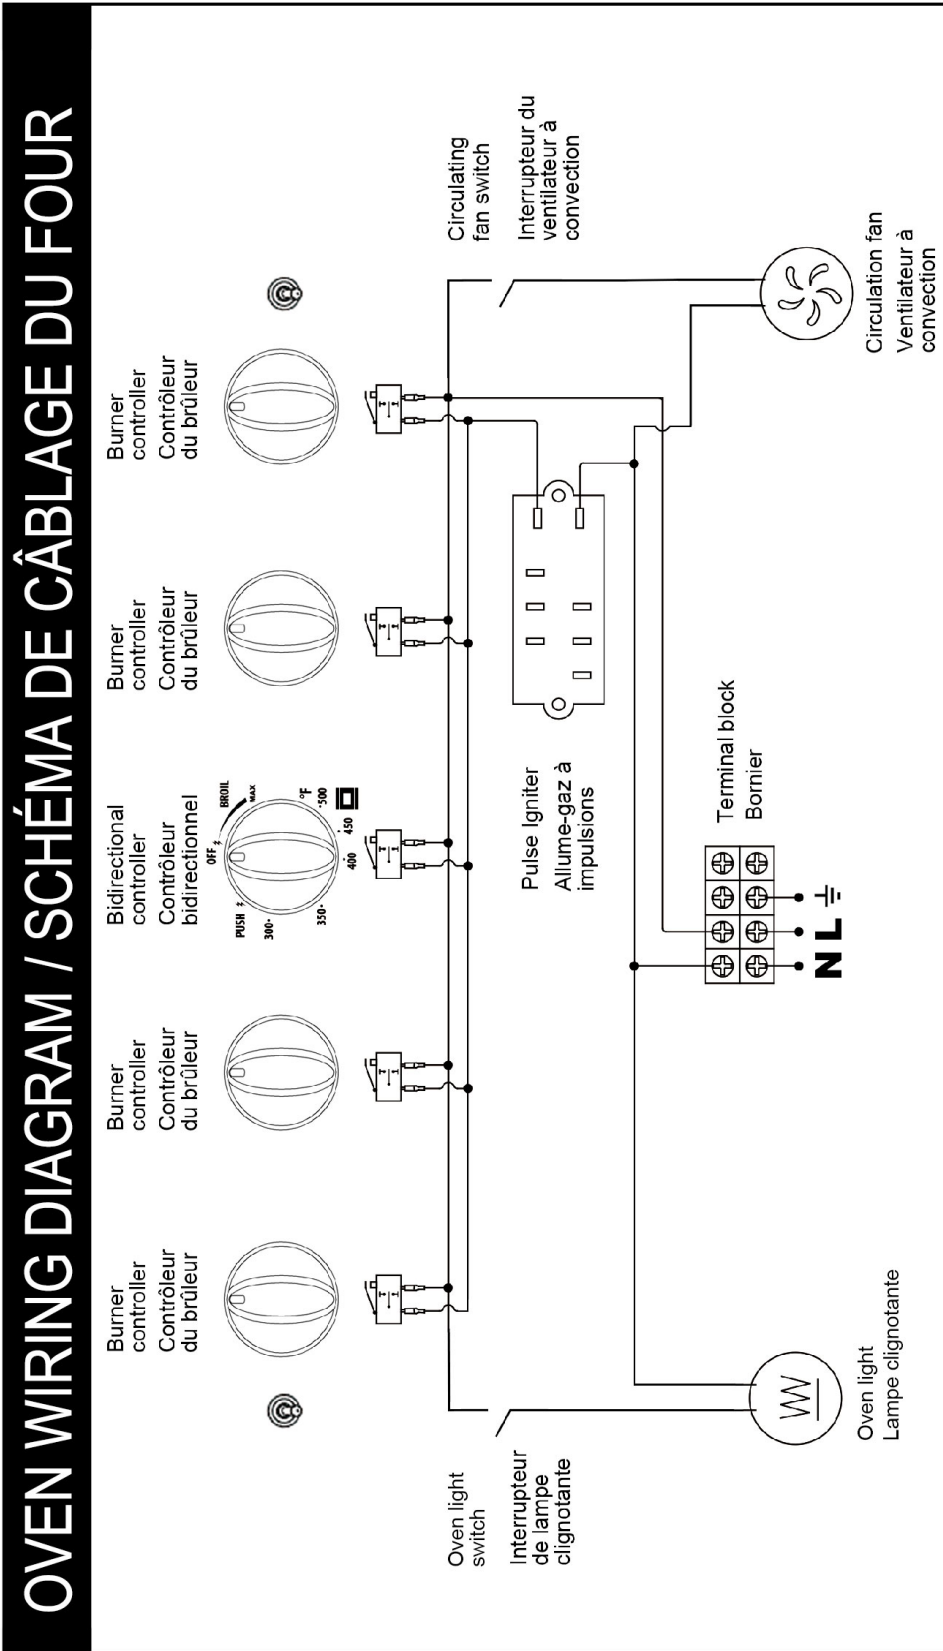 OVEN WIRING DIAGRAM / SCHÉMA DE CÂBLAGE DU FOUR
Burner
controller
Contrôleur
du brûleur
Burner
controller
Contrôleur
du brûleur
Bidirectional
controller
Contrôleur
bidirectionnel
Burner
controller
Contrôleur
du brûleur
Burner
controller
Contrôleur
du brûleur
PUSH
OFF
BROIL
MAX
300
350
400
450
500
°F
Oven light
switch
Interrupteur
de lampe
clignotante
Pulse Igniter
Allume-gaz à
impulsions
Circulating
fan switch
Interrupteur du
ventilateur à
convection
Terminal block
Bornier
N L
Oven light
Lampe clignotante
Circulation fan
Ventilateur à
convection